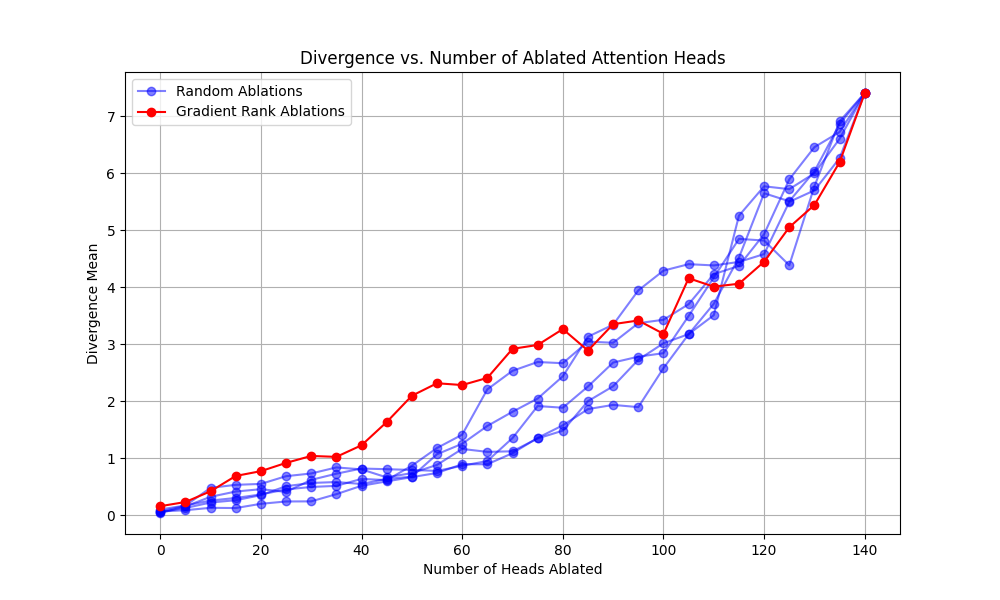 Divergence vs. Number of Ablated Attention Heads
Random Ablations
Gradient Rank Ablations
Divergence Mean
7
6
5
4
3
2
1
0
0 20 40 60 80 100 120 140
Number of Heads Ablated